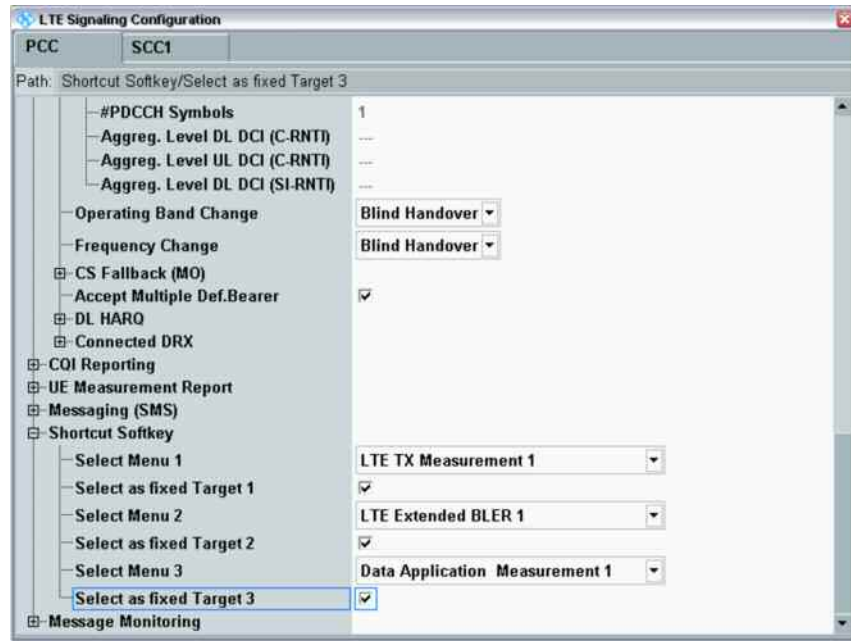 LTE Signaling Configuration
PCC SCC1
Path: Shortcut Softkey/Select as fixed Target 3
#PDCCH Symbols 1
Aggreg. Level DL DCI (C-RNTI) ---
Aggreg. Level UL DCI (C-RNTI) ---
Aggreg. Level DL DCI (SI-RNTI) ---
Operating Band Change Blind Handover
Frequency Change Blind Handover
CS Fallback (MO)
Accept Multiple Def.Bearer
DL HARQ
Connected DRX
CQI Reporting
UE Measurement Report
Messaging (SMS)
Shortcut Softkey
Select Menu 1 LTE TX Measurement 1
Select as fixed Target 1
Select Menu 2 LTE Extended BLER 1
Select as fixed Target 2
Select Menu 3 Data Application Measurement 1
Select as fixed Target 3
Message Monitoring